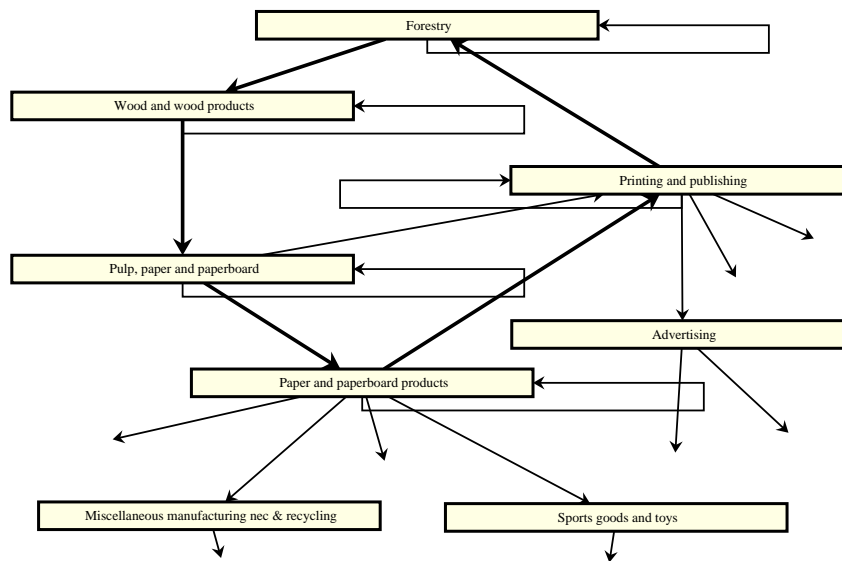 Forestry
Wood and wood products
Printing and publishing
Pulp, paper and paperboard
Advertising
Paper and paperboard products
Miscellaneous manufacturing nec & recycling
Sports goods and toys